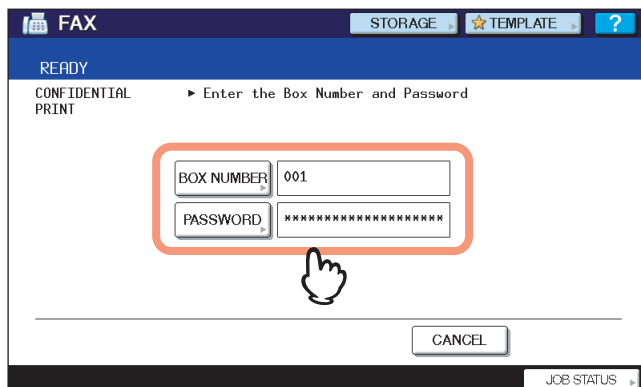 FAX
STORAGE
TEMPLATE
?
READY
CONFIDENTIAL
PRINT
► Enter the Box Number and Password
BOX NUMBER
001
PASSWORD
********************
CANCEL
JOB STATUS